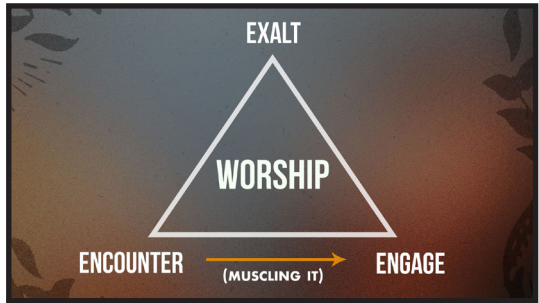 EXALT
WORSHIP
ENCOUNTER
(MUSCLING IT)
ENGAGE